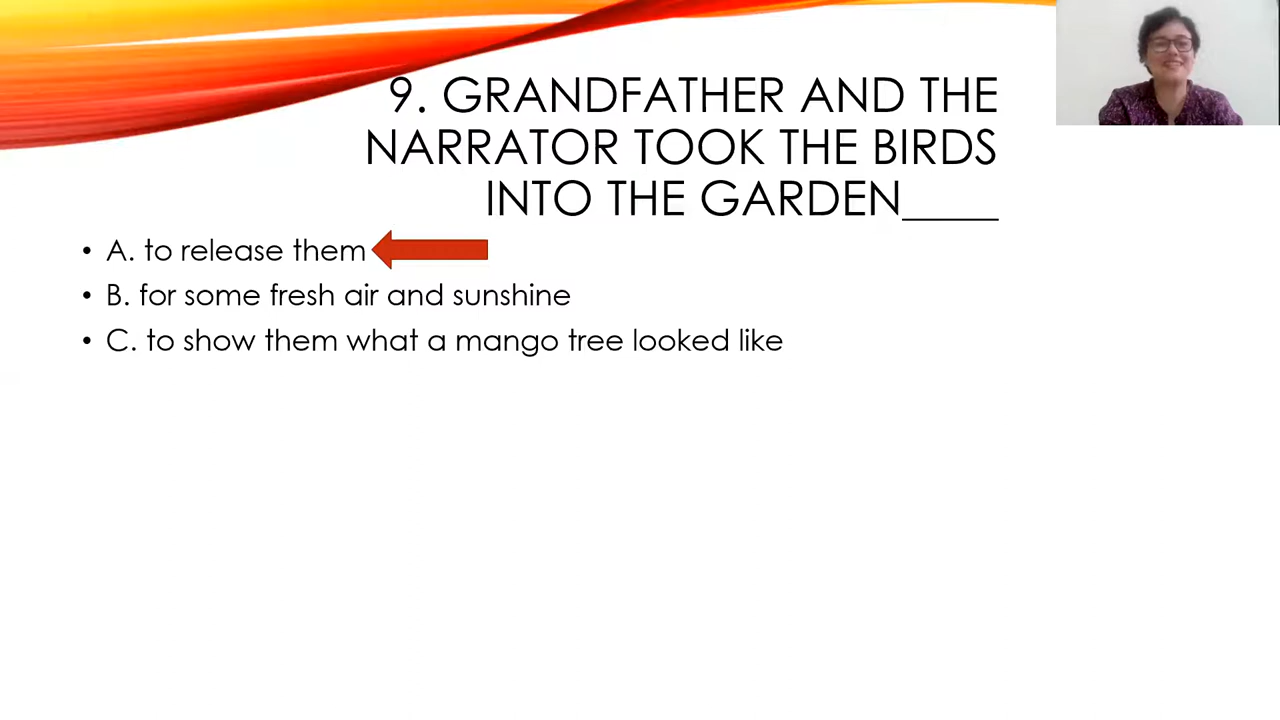 9. GRANDFATHER AND THE
NARRATOR TOOK THE BIRDS
INTO THE GARDEN____
• A. to release them
• B. for some fresh air and sunshine
• C. to show them what a mango tree looked like